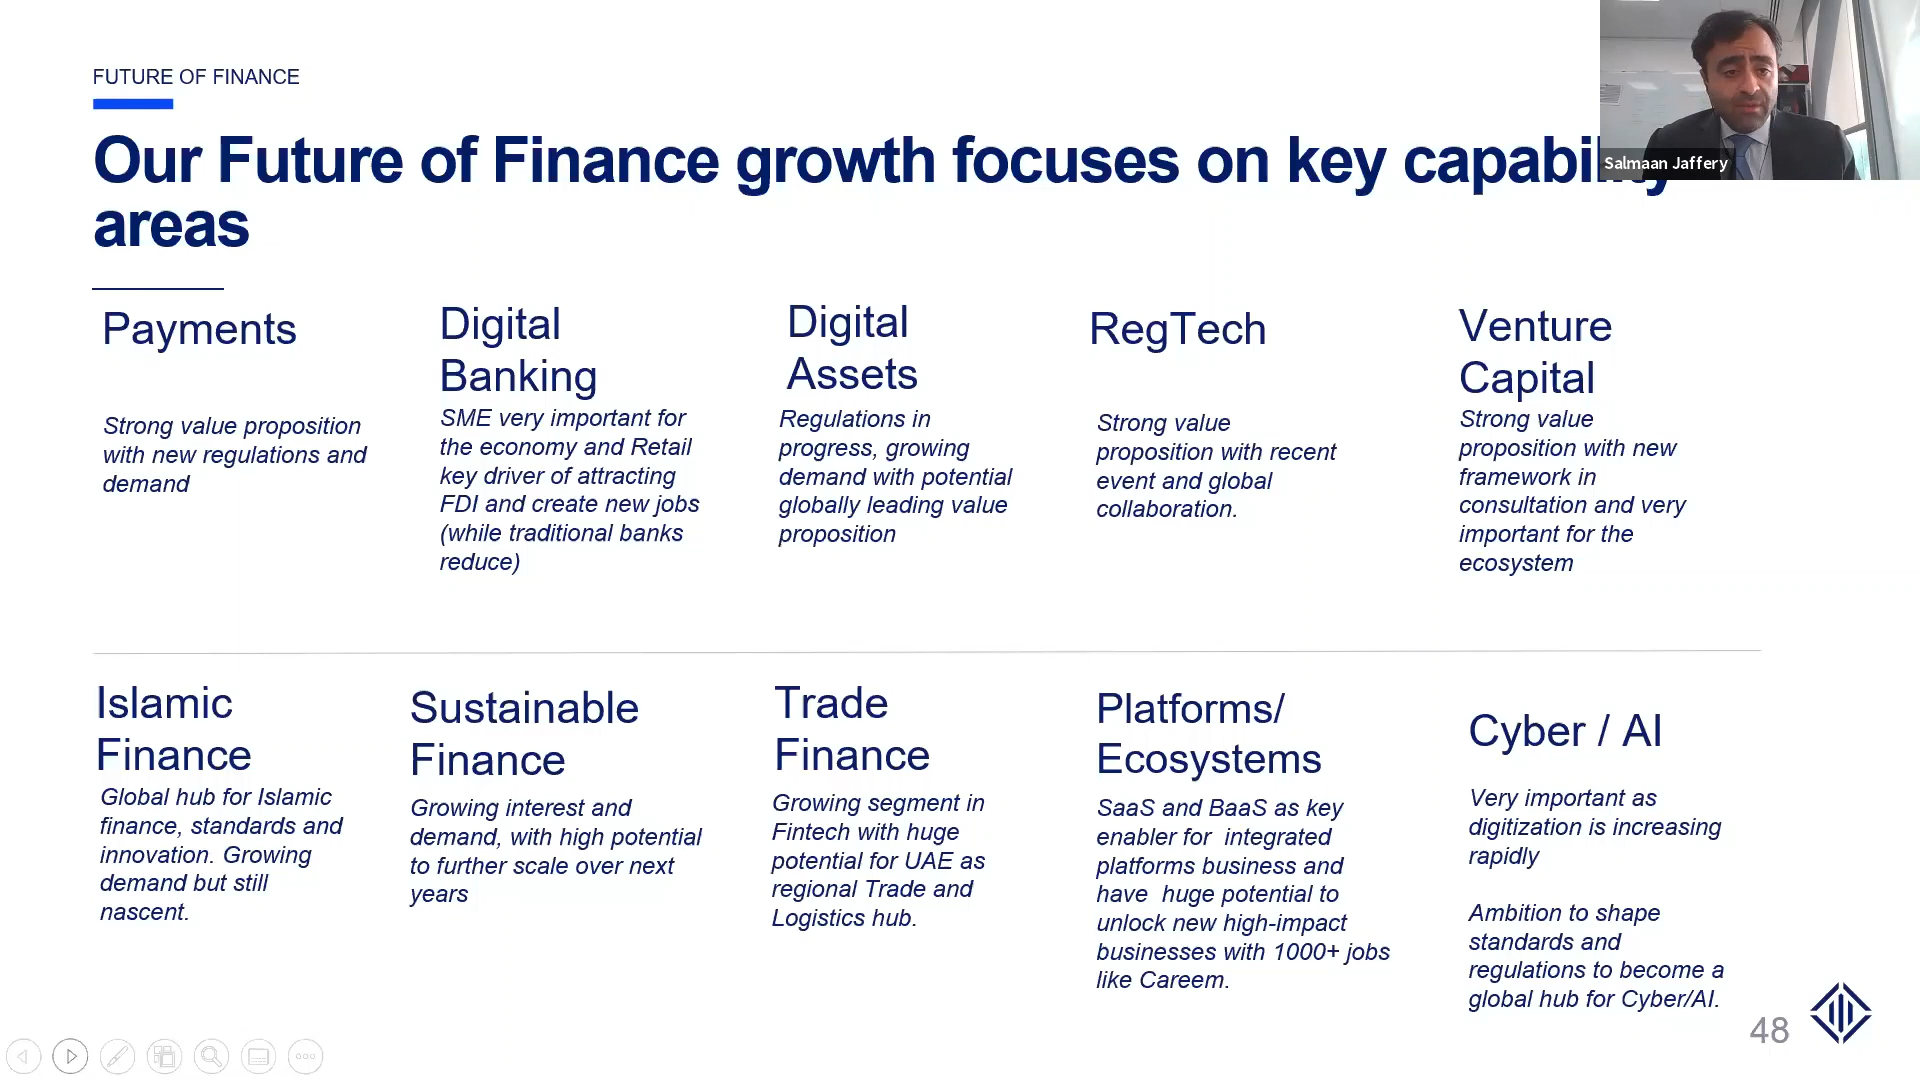 FUTURE OF FINANCE
Our Future of Finance growth focuses on key capability
areas
Salmaan Jaffery
Payments
Strong value proposition
with new regulations and
demand
Digital
Banking
SME very important for
the economy and Retail
key driver of attracting
FDI and create new jobs
(while traditional banks
reduce)
Digital
Assets
Regulations in
progress, growing
demand with potential
globally leading value
proposition
RegTech
Strong value
proposition with recent
event and global
collaboration.
Venture
Capital
Strong value
proposition with new
framework in
consultation and very
important for the
ecosystem
Islamic
Finance
Global hub for Islamic
finance, standards and
innovation. Growing
demand but still
nascent.
Sustainable
Finance
Growing interest and
demand, with high potential
to further scale over next
years
Trade
Finance
Growing segment in
Fintech with huge
potential for UAE as
regional Trade and
Logistics hub.
Platforms/
Ecosystems
SaaS and BaaS as key
enabler for integrated
platforms business and
have huge potential to
unlock new high-impact
businesses with 1000+ jobs
like Careem.
Cyber / AI
Very important as
digitization is increasing
rapidly
Ambition to shape
standards and
regulations to become a
global hub for Cyber/AI.
48